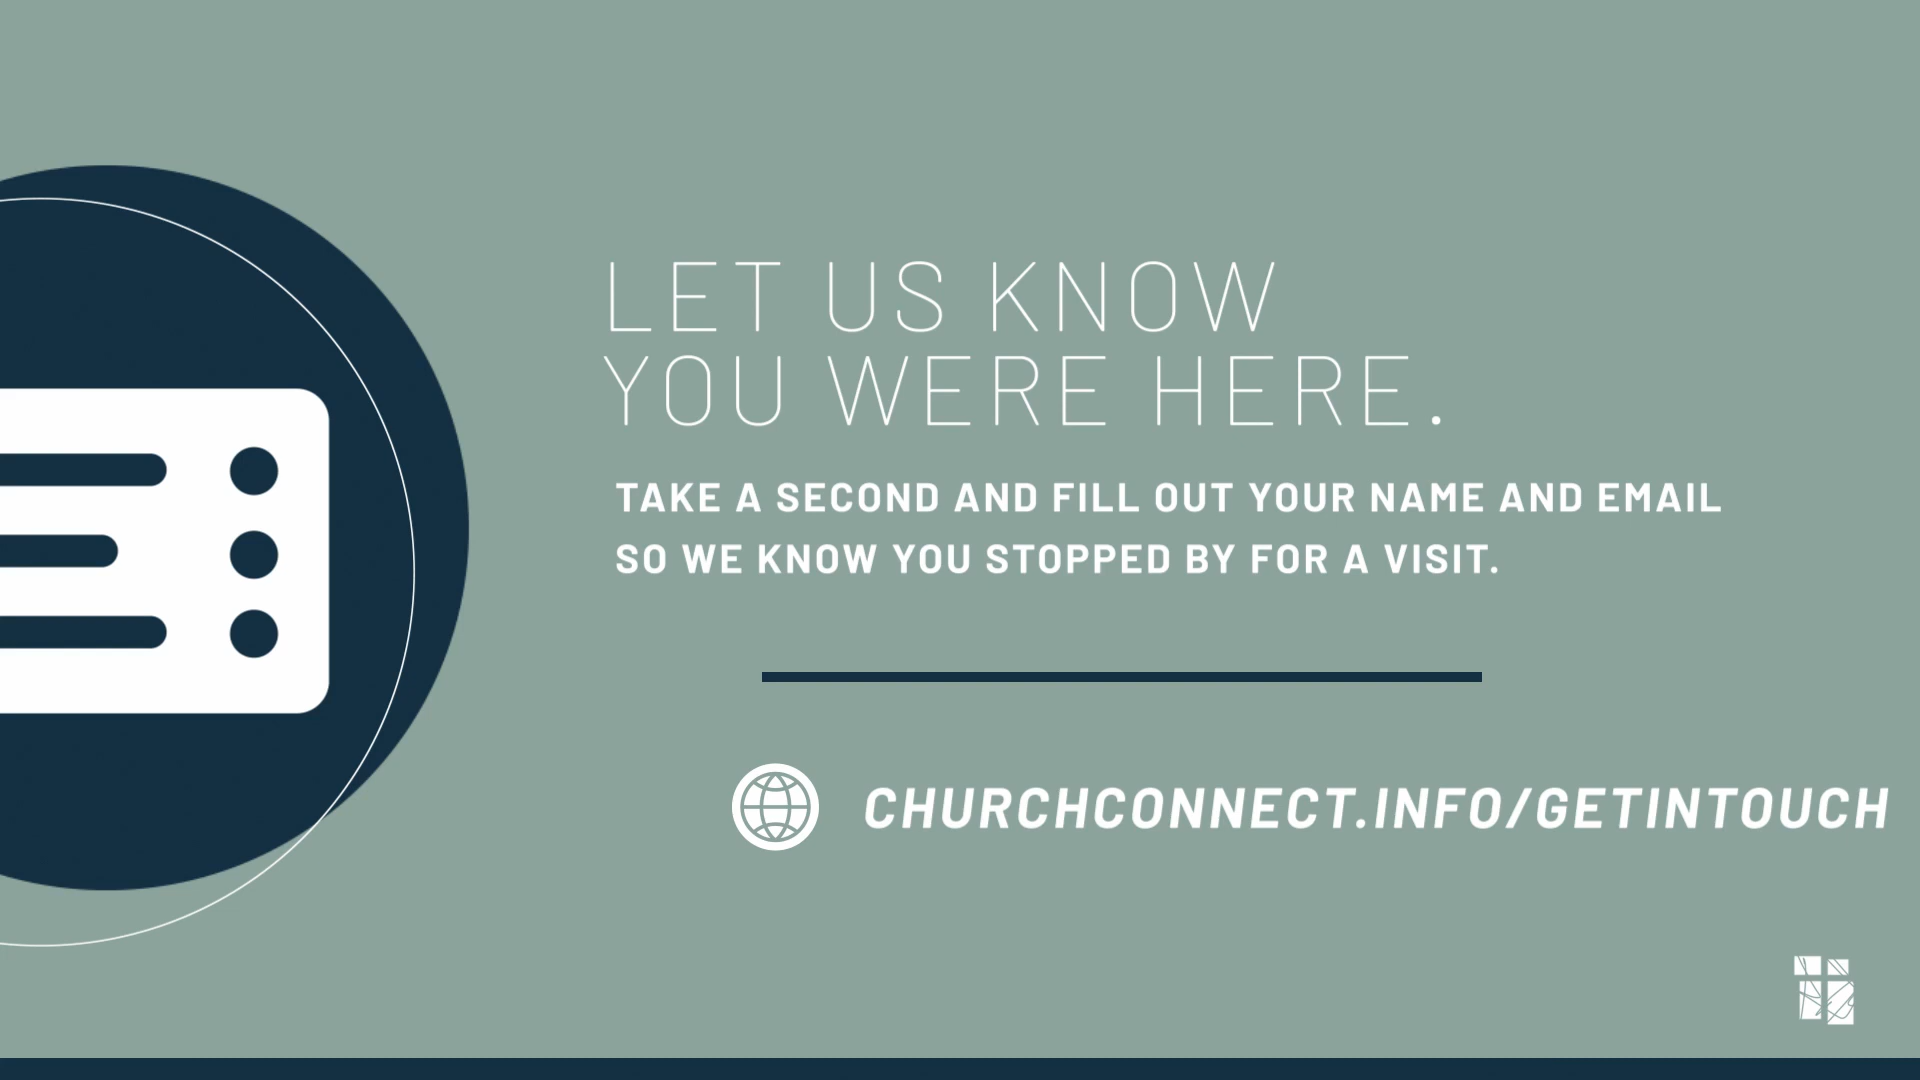 LET US KNOW
YOU WERE HERE.
TAKE A SECOND AND FILL OUT YOUR NAME AND EMAIL
SO WE KNOW YOU STOPPED BY FOR A VISIT.
CHURCHCONNECT.INFO/GETINTOUCH